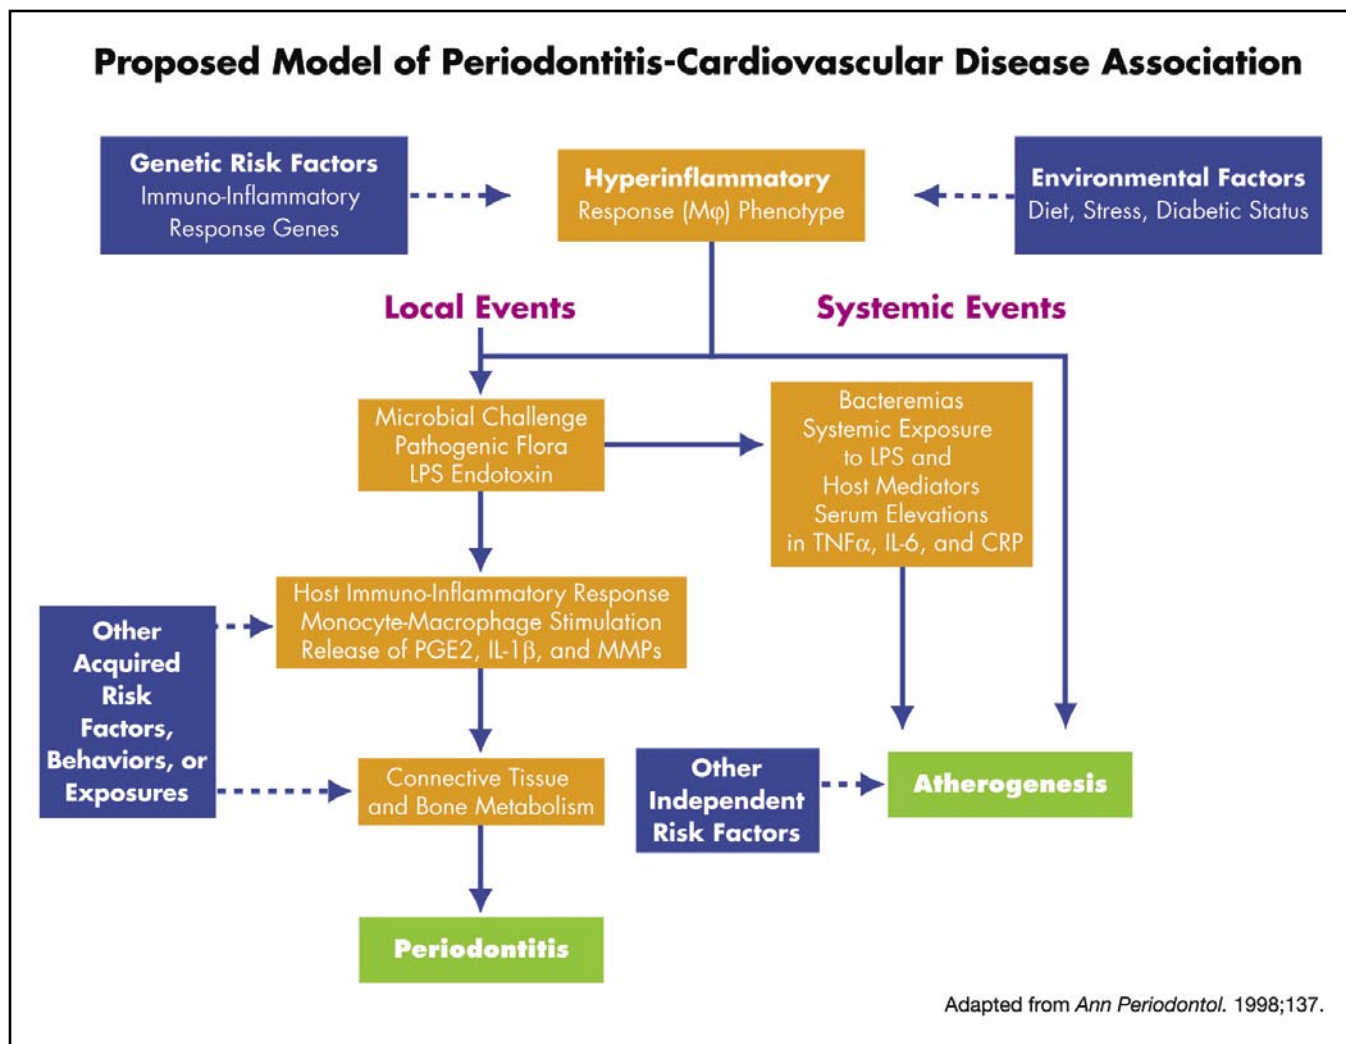 Proposed Model of Periodontitis-Cardiovascular Disease Association
Genetic Risk Factors
Immuno-Inflammatory
Response Genes
Hyperinflammatory
Response (Mφ) Phenotype
Environmental Factors
Diet, Stress, Diabetic Status
Local Events
Systemic Events
Microbial Challenge
Pathogenic Flora
LPS Endotoxin
Bacteremias
Systemic Exposure
to LPS and
Host Mediators
Serum Elevations
in TNFα, IL-6, and CRP
Host Immuno-Inflammatory Response
Monocyte-Macrophage Stimulation
Release of PGE2, IL-1β, and MMPs
Other
Acquired
Risk
Factors,
Behaviors, or
Exposures
Connective Tissue
and Bone Metabolism
Other
Independent
Risk Factors
Atherogenesis
Periodontitis
Adapted from Ann Periodontol. 1998;137.